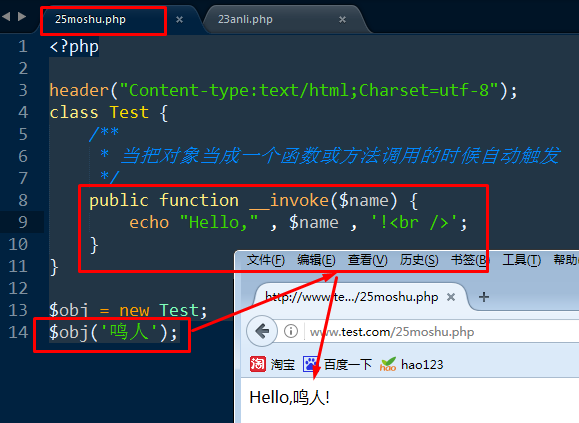 25moshu.php
23anli.php
1 <?php
2
3 header("Content-type:text/html;Charset=utf-8");
4 class Test {
5 /**
6 * 当把对象当成一个函数或方法调用的时候自动触发
7 */
8 public function __invoke($name) {
9 echo "Hello," , $name , '!<br />';
10 }
11 }
12
13 $obj = new Test;
14 $obj('鸣人');
文件(F) 编辑(E) 查看(V) 历史(S) 书签(B) 工具(T) 帮助
http://www.te.../25moshu.php
www.test.com/25moshu.php
淘宝 百度一下 hao123
Hello,鸣人!